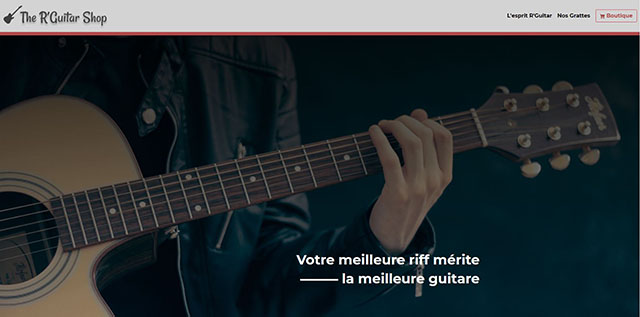 The R'Guitar Shop
L'esprit R'Guitar Nos Grattes Boutique
Votre meilleure riff mérite
la meilleure guitare